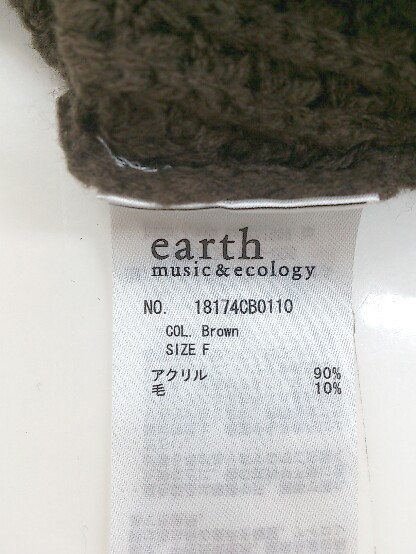 earth
music&ecology
NO. 18174CB0110
COL. Brown
SIZE F
アクリル 90%
毛 10%